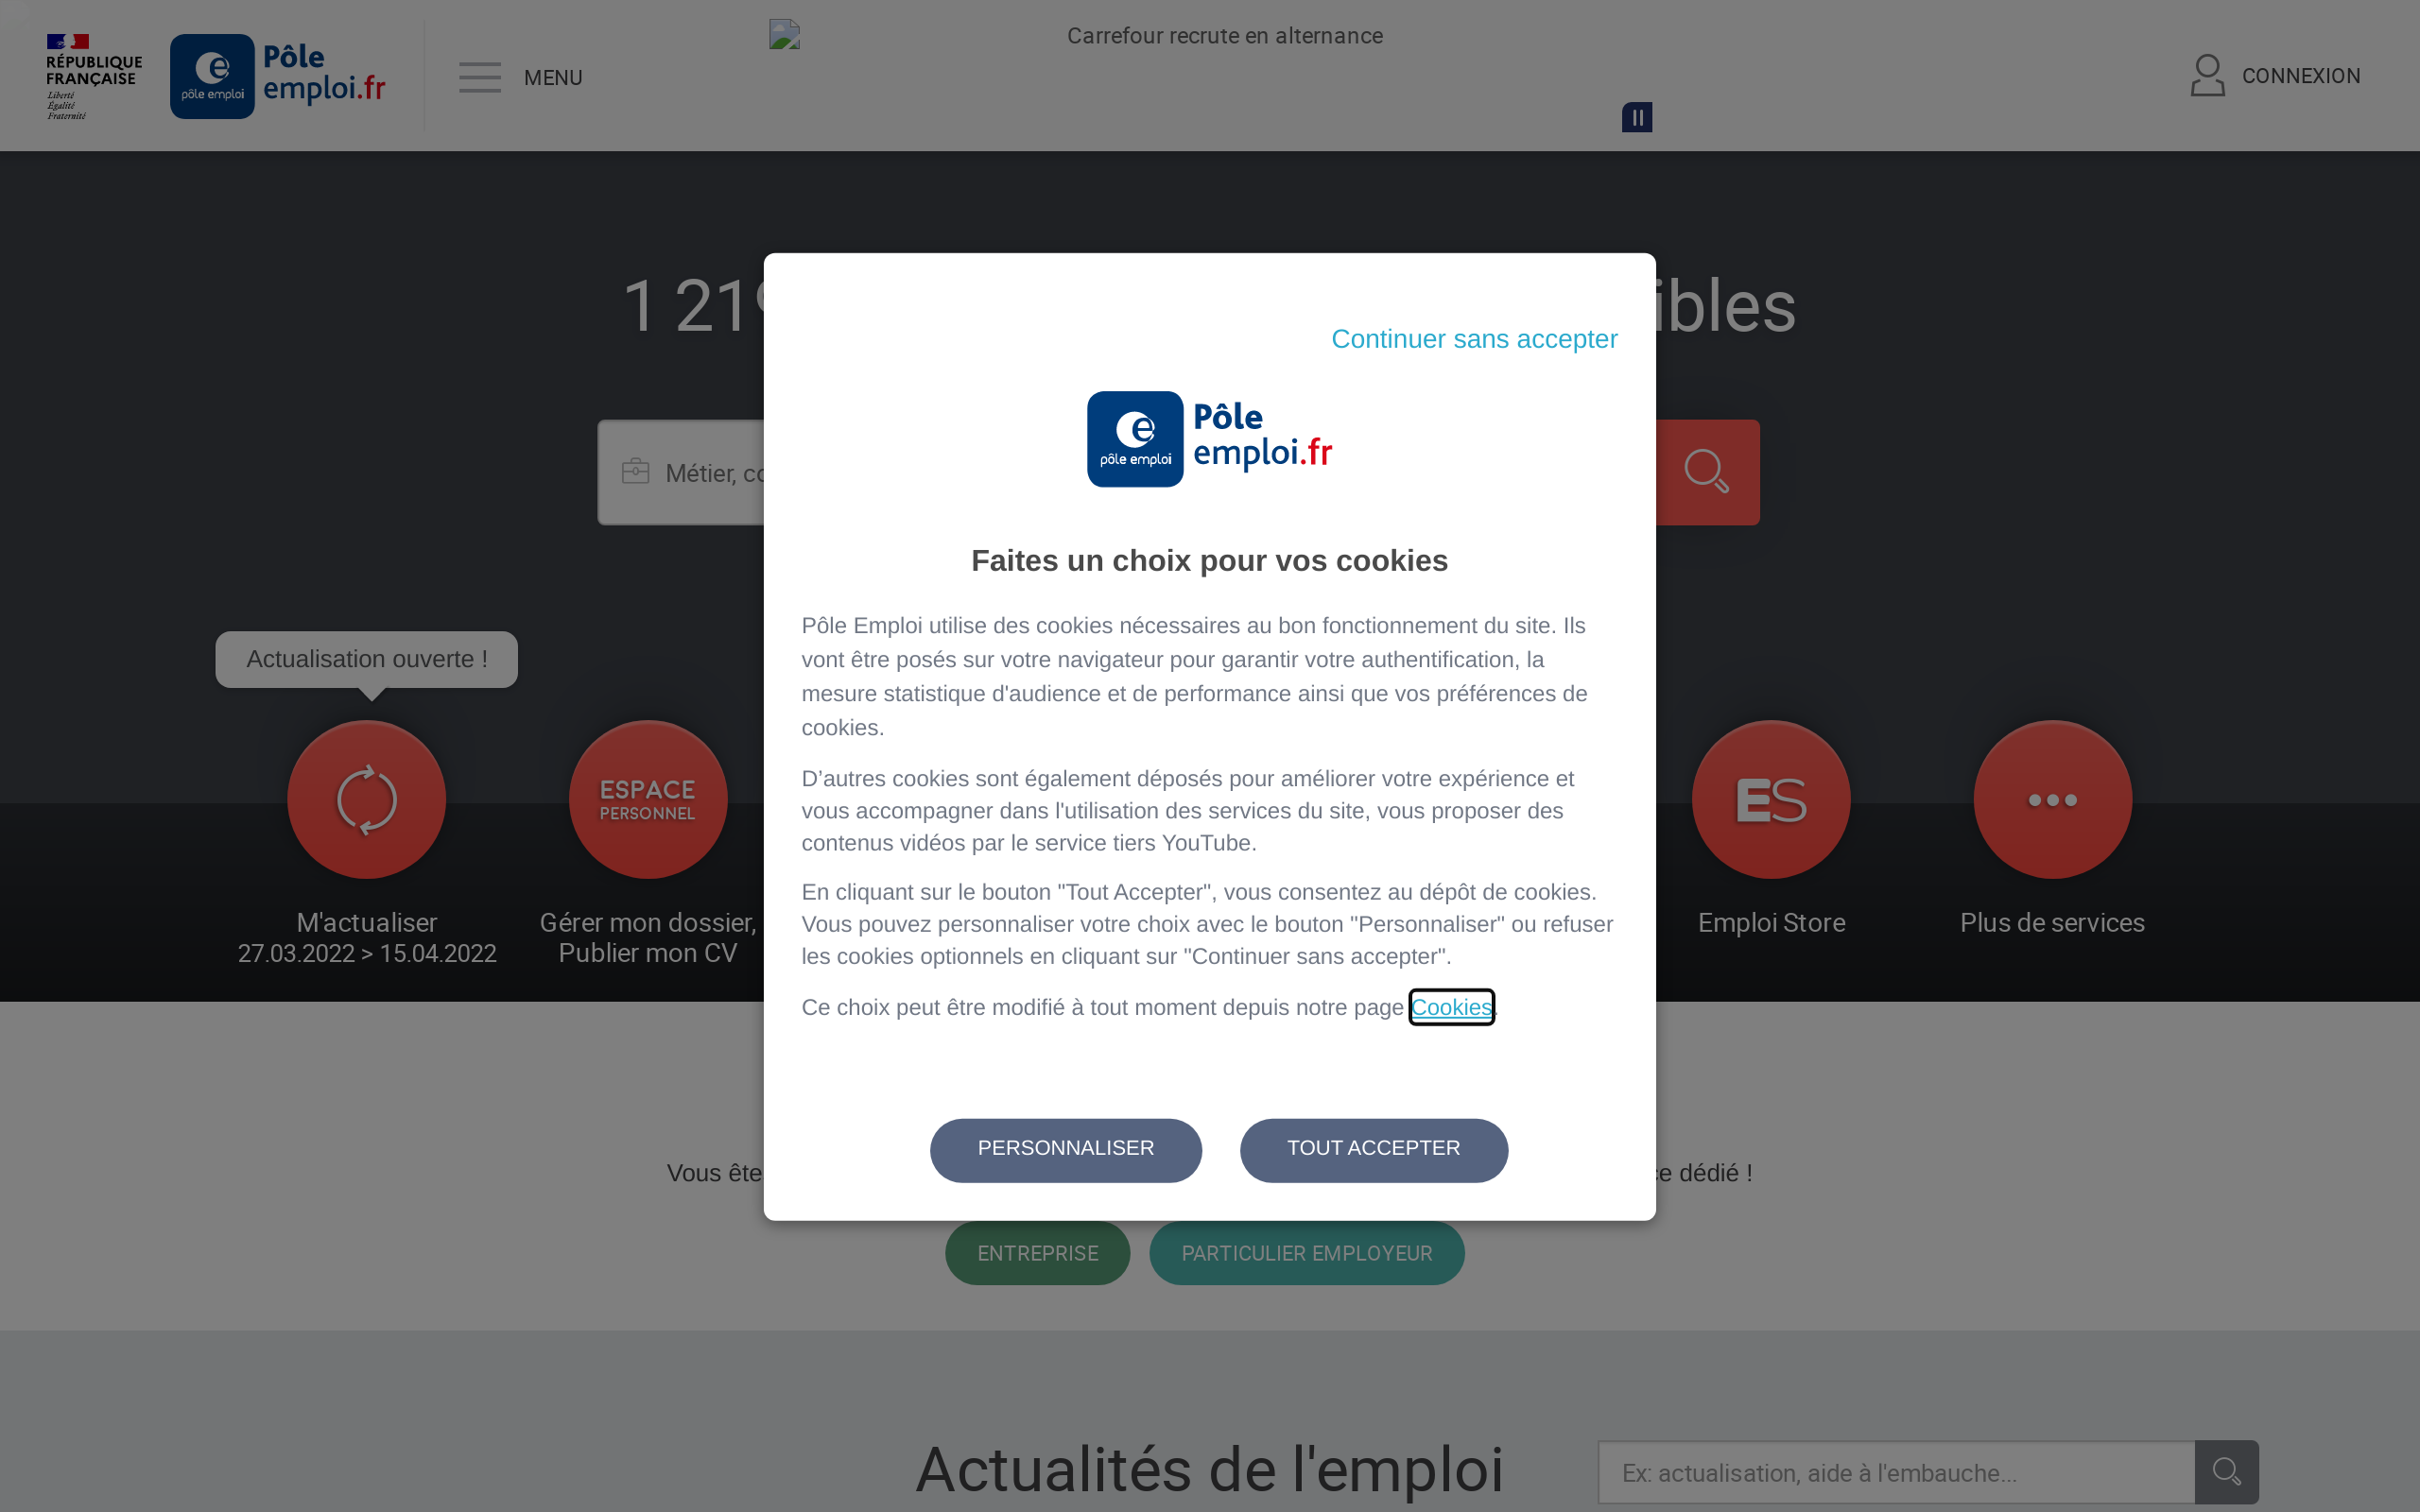 RÉPUBLIQUE
FRANÇAISE
Liberté
Égalité
Fraternité
pôle emploi
Pôle
emploi.fr
MENU
Carrefour recrute en alternance
CONNEXION
1 21
ibles
Continuer sans accepter
pôle emploi
Pôle
emploi.fr
Métier, co
Faites un choix pour vos cookies
Pôle Emploi utilise des cookies nécessaires au bon fonctionnement du site. Ils
vont être posés sur votre navigateur pour garantir votre authentification, la
mesure statistique d'audience et de performance ainsi que vos préférences de
cookies.
D’autres cookies sont également déposés pour améliorer votre expérience et
vous accompagner dans l'utilisation des services du site, vous proposer des
contenus vidéos par le service tiers YouTube.
En cliquant sur le bouton "Tout Accepter", vous consentez au dépôt de cookies.
Vous pouvez personnaliser votre choix avec le bouton "Personnaliser" ou refuser
les cookies optionnels en cliquant sur "Continuer sans accepter".
Ce choix peut être modifié à tout moment depuis notre page Cookies.
PERSONNALISER
TOUT ACCEPTER
Actualisation ouverte !
ESPACE
PERSONNEL
ES
M'actualiser
27.03.2022 > 15.04.2022
Gérer mon dossier,
Publier mon CV
Emploi Store
Plus de services
Vous ête
ce dédié !
ENTREPRISE
PARTICULIER EMPLOYEUR
Actualités de l'emploi
Ex: actualisation, aide à l'embauche...